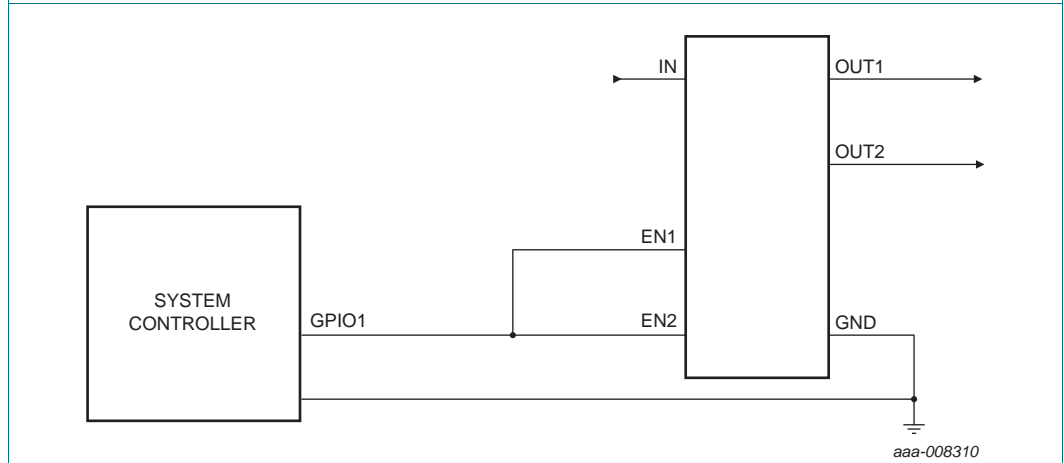 IN
OUT1
OUT2
EN1
SYSTEM
CONTROLLER
GPIO1
EN2
GND
aaa-008310